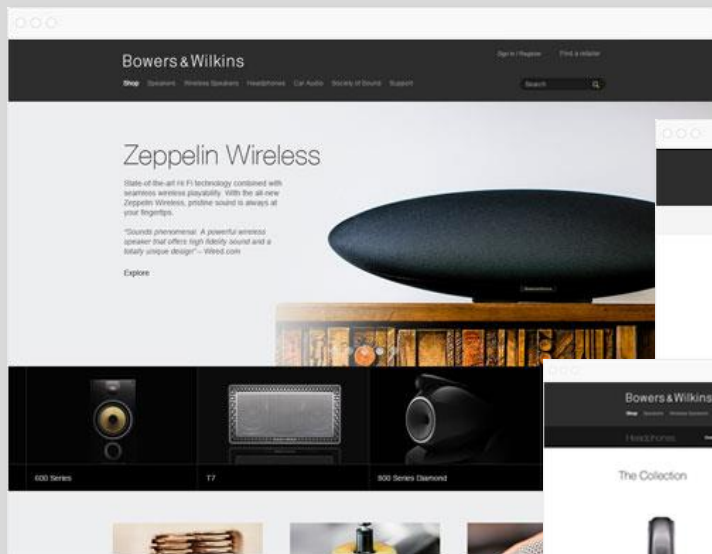 Bowers & Wilkins
Sign In / Register Find a retailer
Shop Speakers Wireless Speakers Headphones Car Audio Society of Sound Support
Search
Zeppelin Wireless
State-of-the-art Hi Fi technology combined with
seamless wireless playability. With the all-new
Zeppelin Wireless, pristine sound is always at
your fingertips.
"Sounds phenomenal. A powerful wireless
speaker that offers high fidelity sound and a
totally unique design" – Wired.com
Explore
600 Series
T7
800 Series Diamond
Bowers & Wilkins
Shop Speakers Wireless Speakers
Headphones
The Collection